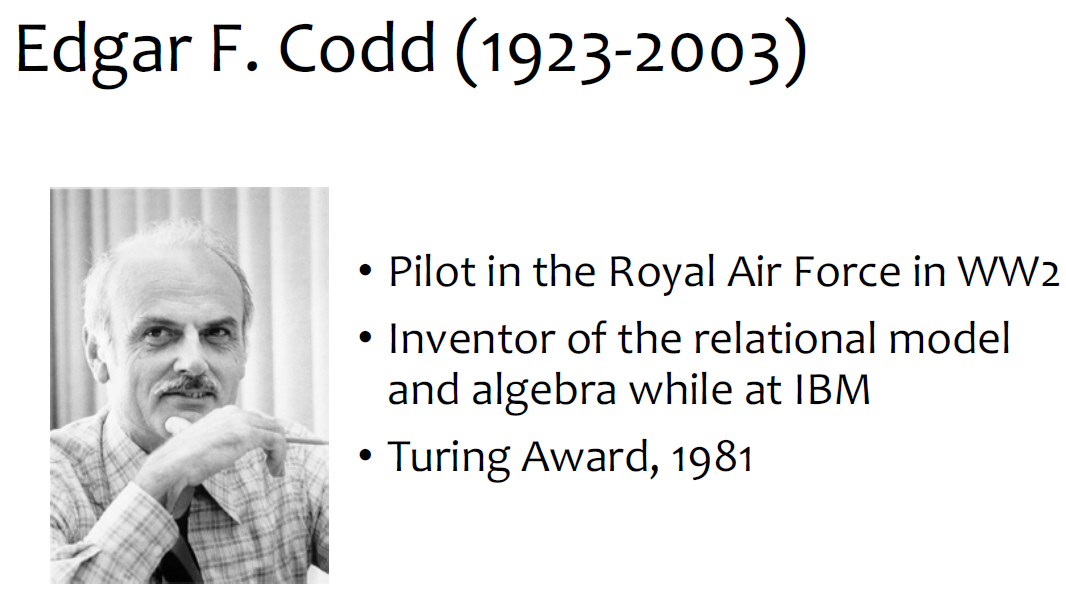 Edgar F. Codd (1923-2003)
• Pilot in the Royal Air Force in WW2
• Inventor of the relational model
and algebra while at IBM
• Turing Award, 1981